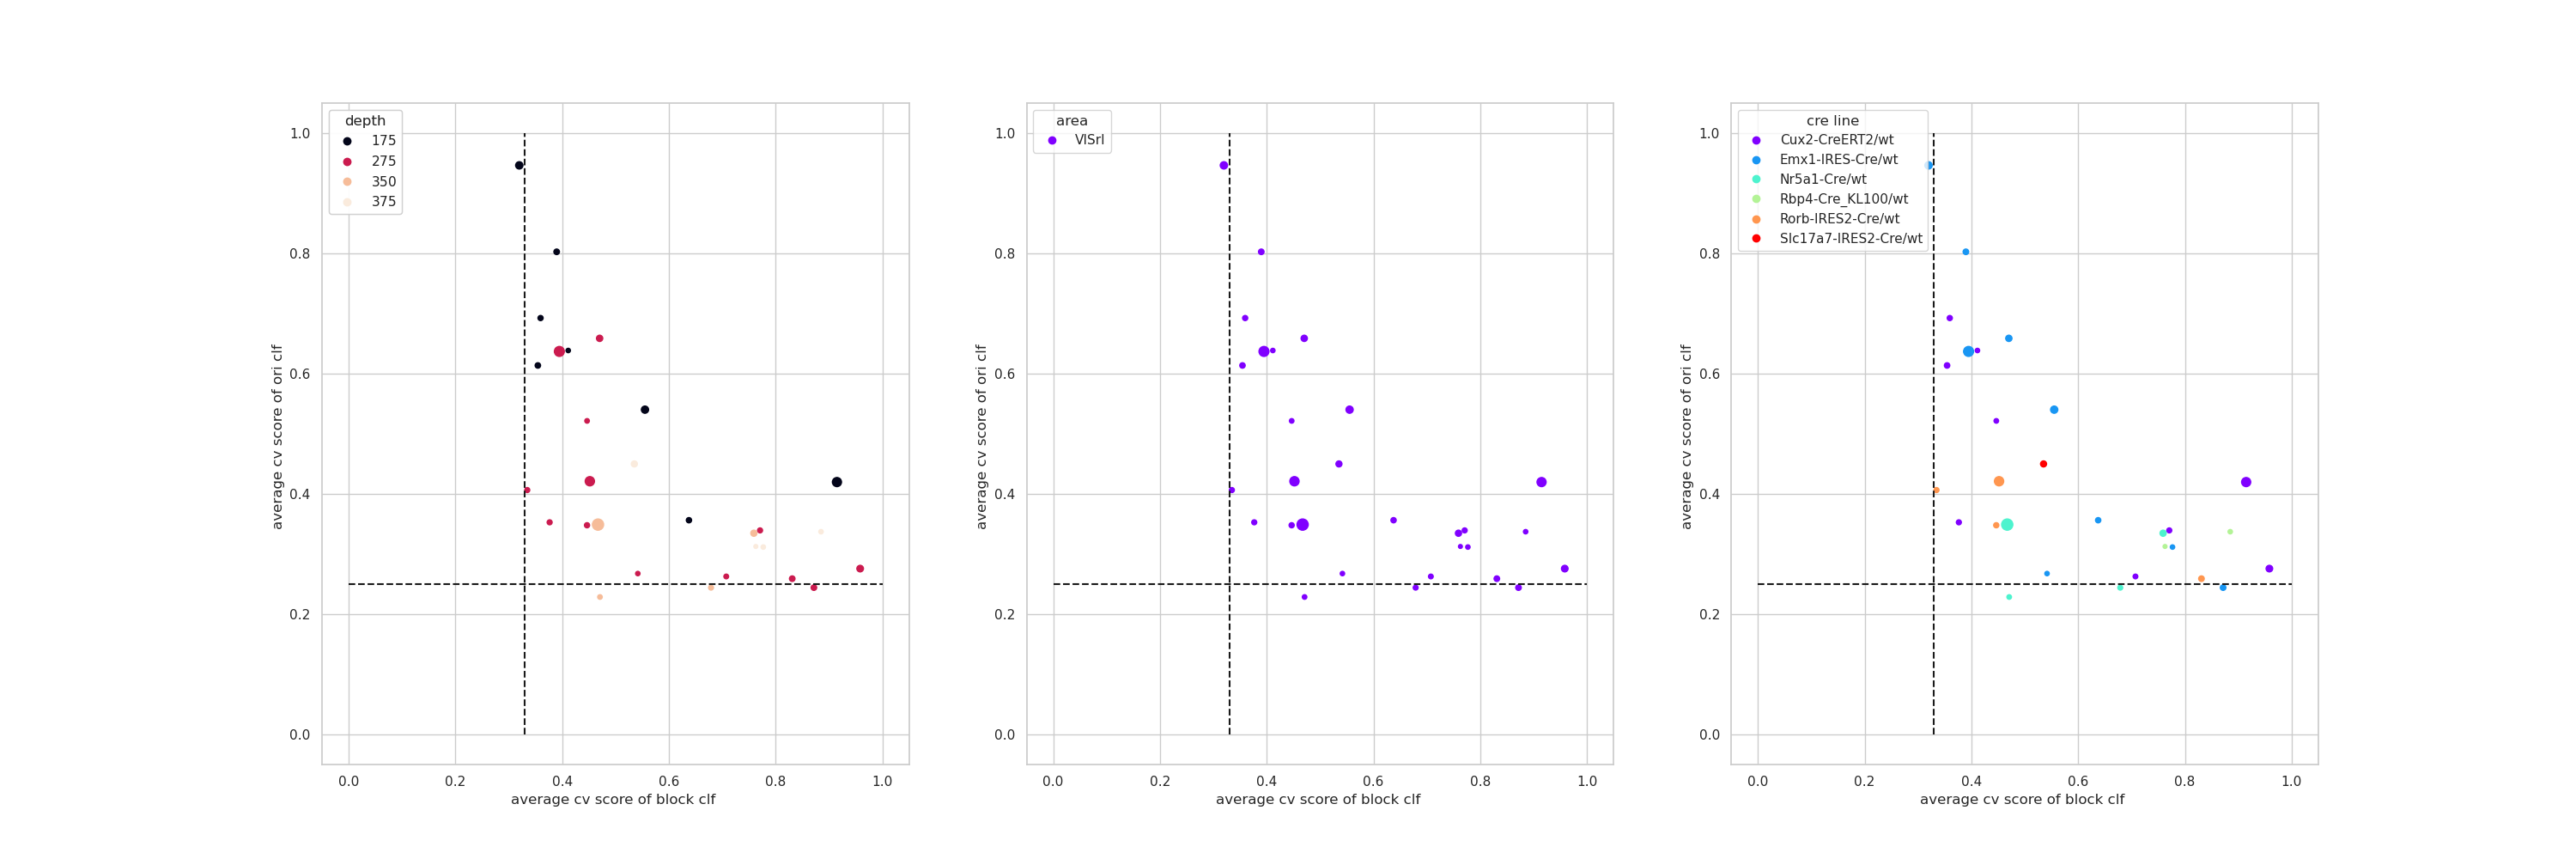 depth
175
275
350
375
1.0
0.8
0.6
0.4
0.2
0.0
average cv score of ori clf
0.0 0.2 0.4 0.6 0.8 1.0
average cv score of block clf
area
VISrl
1.0
0.8
0.6
0.4
0.2
0.0
average cv score of ori clf
0.0 0.2 0.4 0.6 0.8 1.0
average cv score of block clf
cre line
Cux2-CreERT2/wt
Emx1-IRES-Cre/wt
Nr5a1-Cre/wt
Rbp4-Cre_KL100/wt
Rorb-IRES2-Cre/wt
Slc17a7-IRES2-Cre/wt
1.0
0.8
0.6
0.4
0.2
0.0
average cv score of ori clf
0.0 0.2 0.4 0.6 0.8 1.0
average cv score of block clf